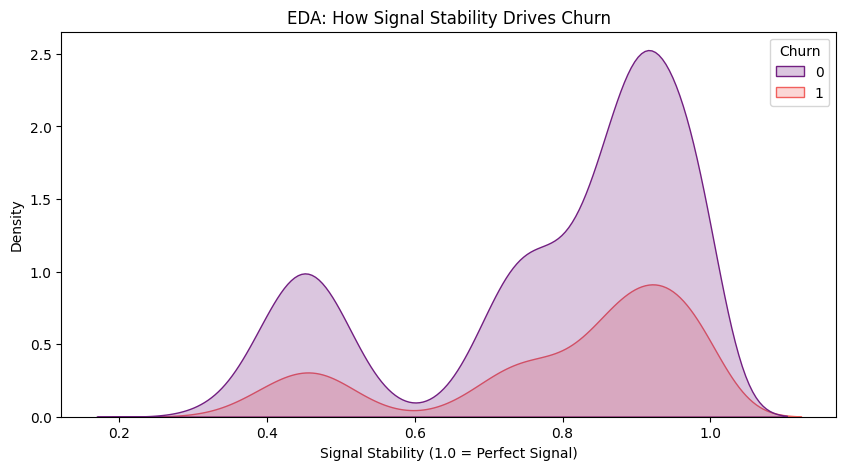 EDA: How Signal Stability Drives Churn
Churn
0
1
2.5
2.0
1.5
1.0
0.5
0.0
Density
0.2 0.4 0.6 0.8 1.0
Signal Stability (1.0 = Perfect Signal)